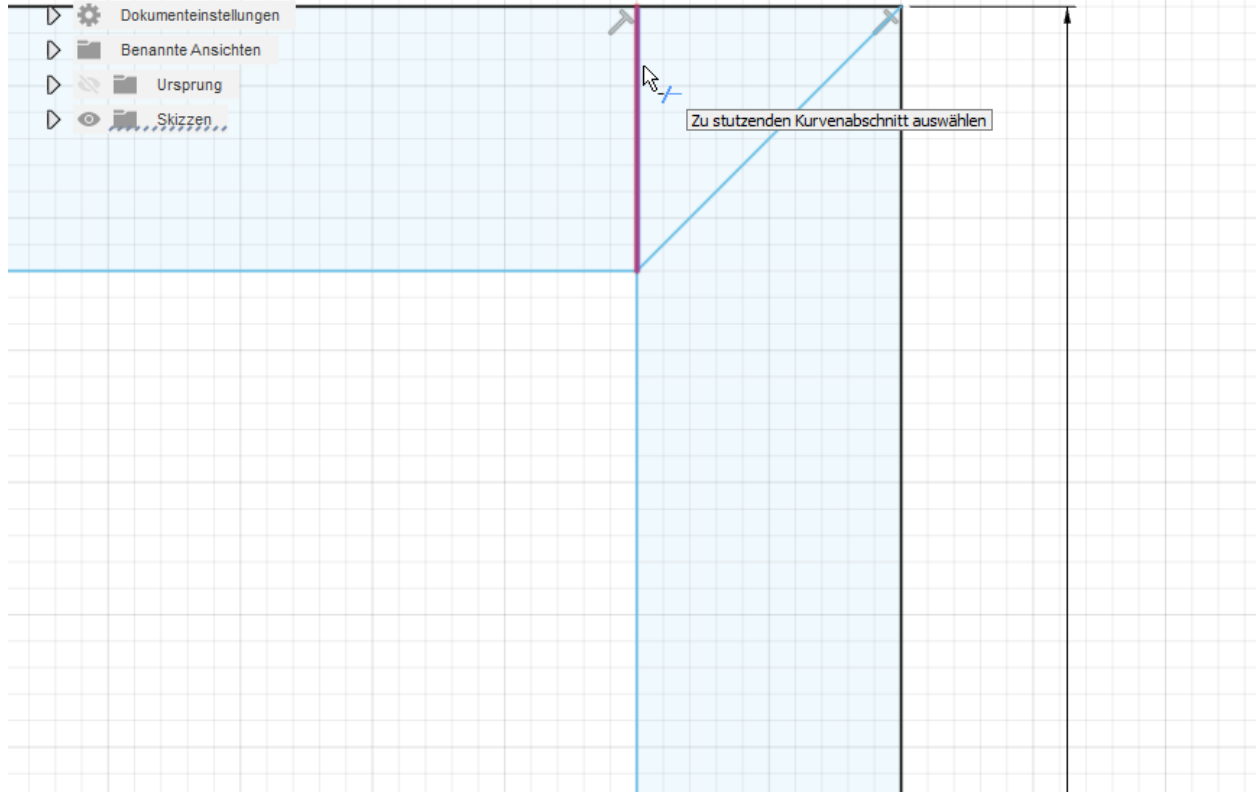 Dokumenteinstellungen
Benannte Ansichten
Ursprung
Skizzen
Zu stutzenden Kurvenabschnitt auswählen